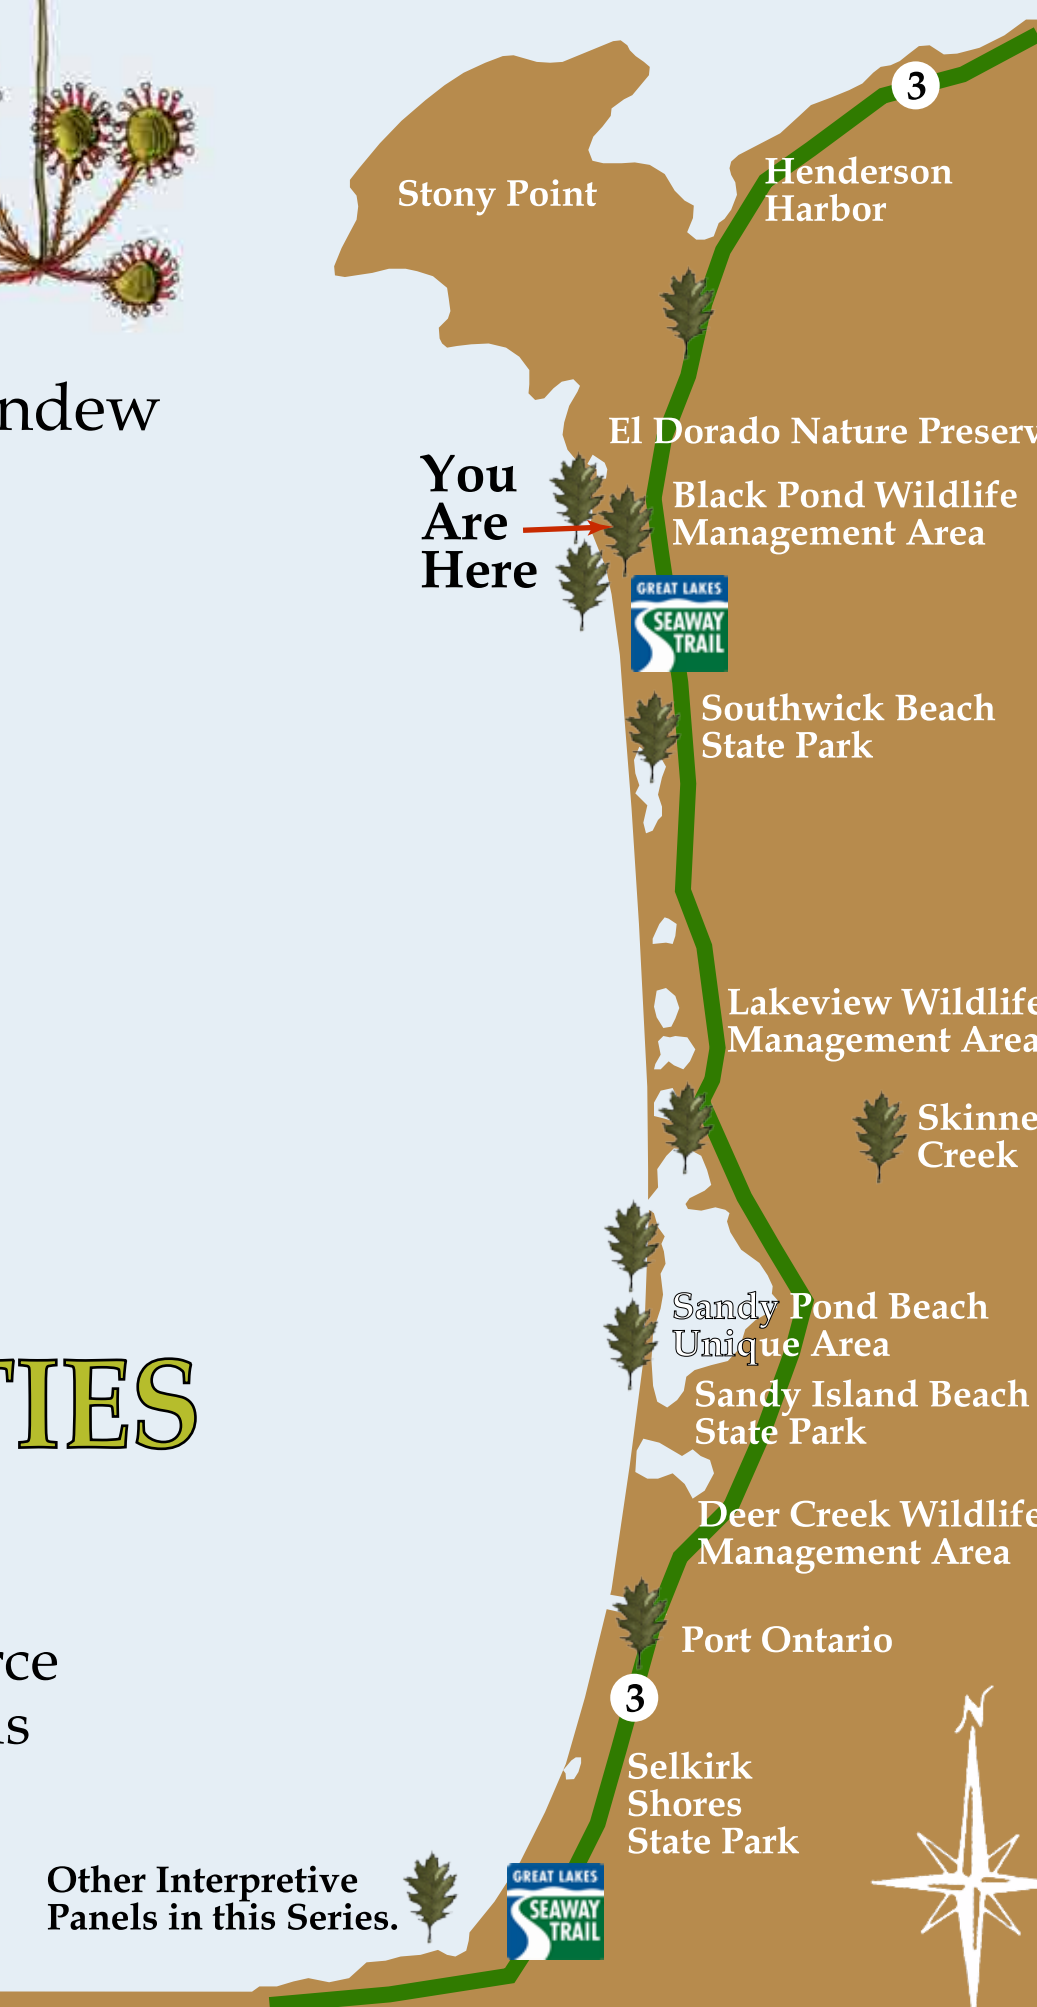 3
Henderson
Harbor
Stony Point
ndew
El Dorado Nature Preserv
You
Are
Here
Black Pond Wildlife
Management Area
GREAT LAKES
SEAWAY
TRAIL
Southwick Beach
State Park
Lakeview Wildlife
Management Area
Skinne
Creek
Sandy Pond Beach
Unique Area
TIES
Sandy Island Beach
State Park
Deer Creek Wildlife
Management Area
Port Ontario
rce
3
is
Selkirk
Shores
State Park
N
Other Interpretive
Panels in this Series.
GREAT LAKES
SEAWAY
TRAIL